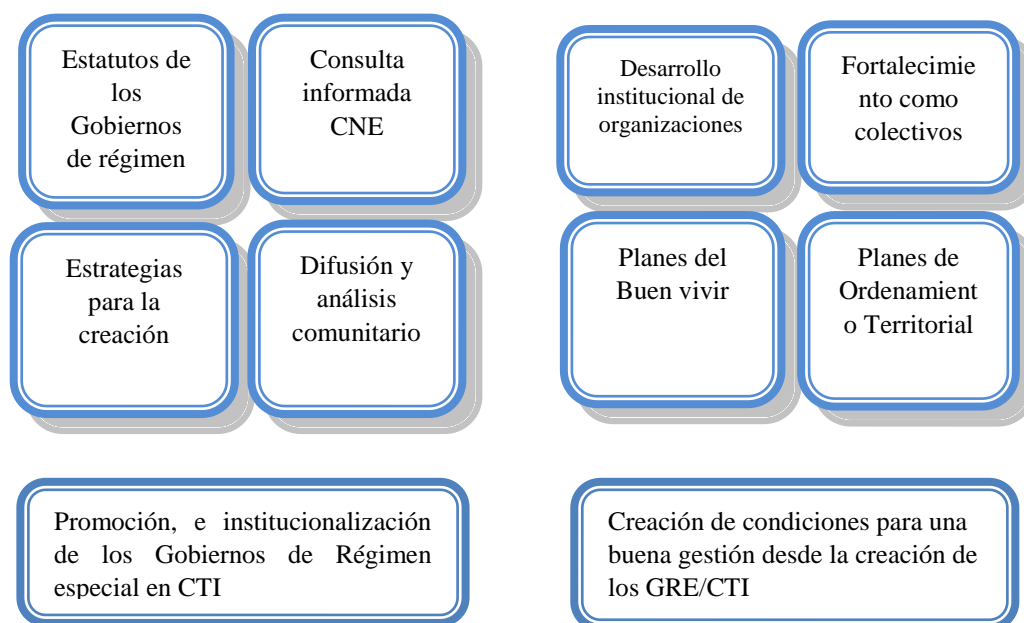 Estatutos de
los
Gobiernos
de régimen
Consulta
informada
CNE
Desarrollo
institucional de
organizaciones
Fortalecimie
nto como
colectivos
Estrategias
para la
creación
Difusión y
análisis
comunitario
Planes del
Buen vivir
Planes de
Ordenamient
o Territorial
Promoción, e institucionalización
de los Gobiernos de Régimen
especial en CTI
Creación de condiciones para una
buena gestión desde la creación de
los GRE/CTI